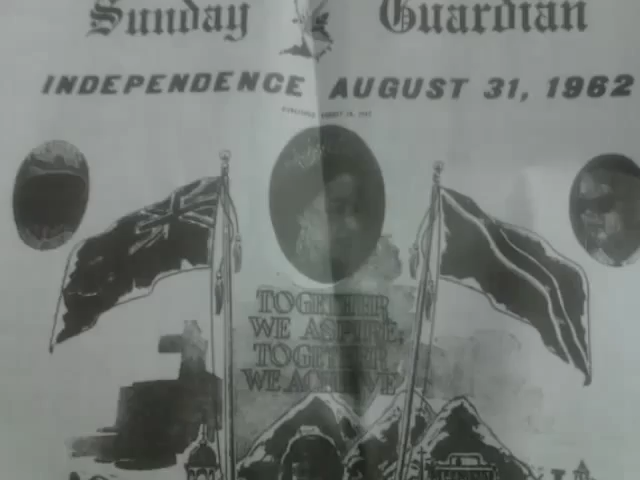 Sunday Guardian
INDEPENDENCE AUGUST 31, 1962
TOGETHER
WE ASPIRE
TOGETHER
WE ACHIEVE